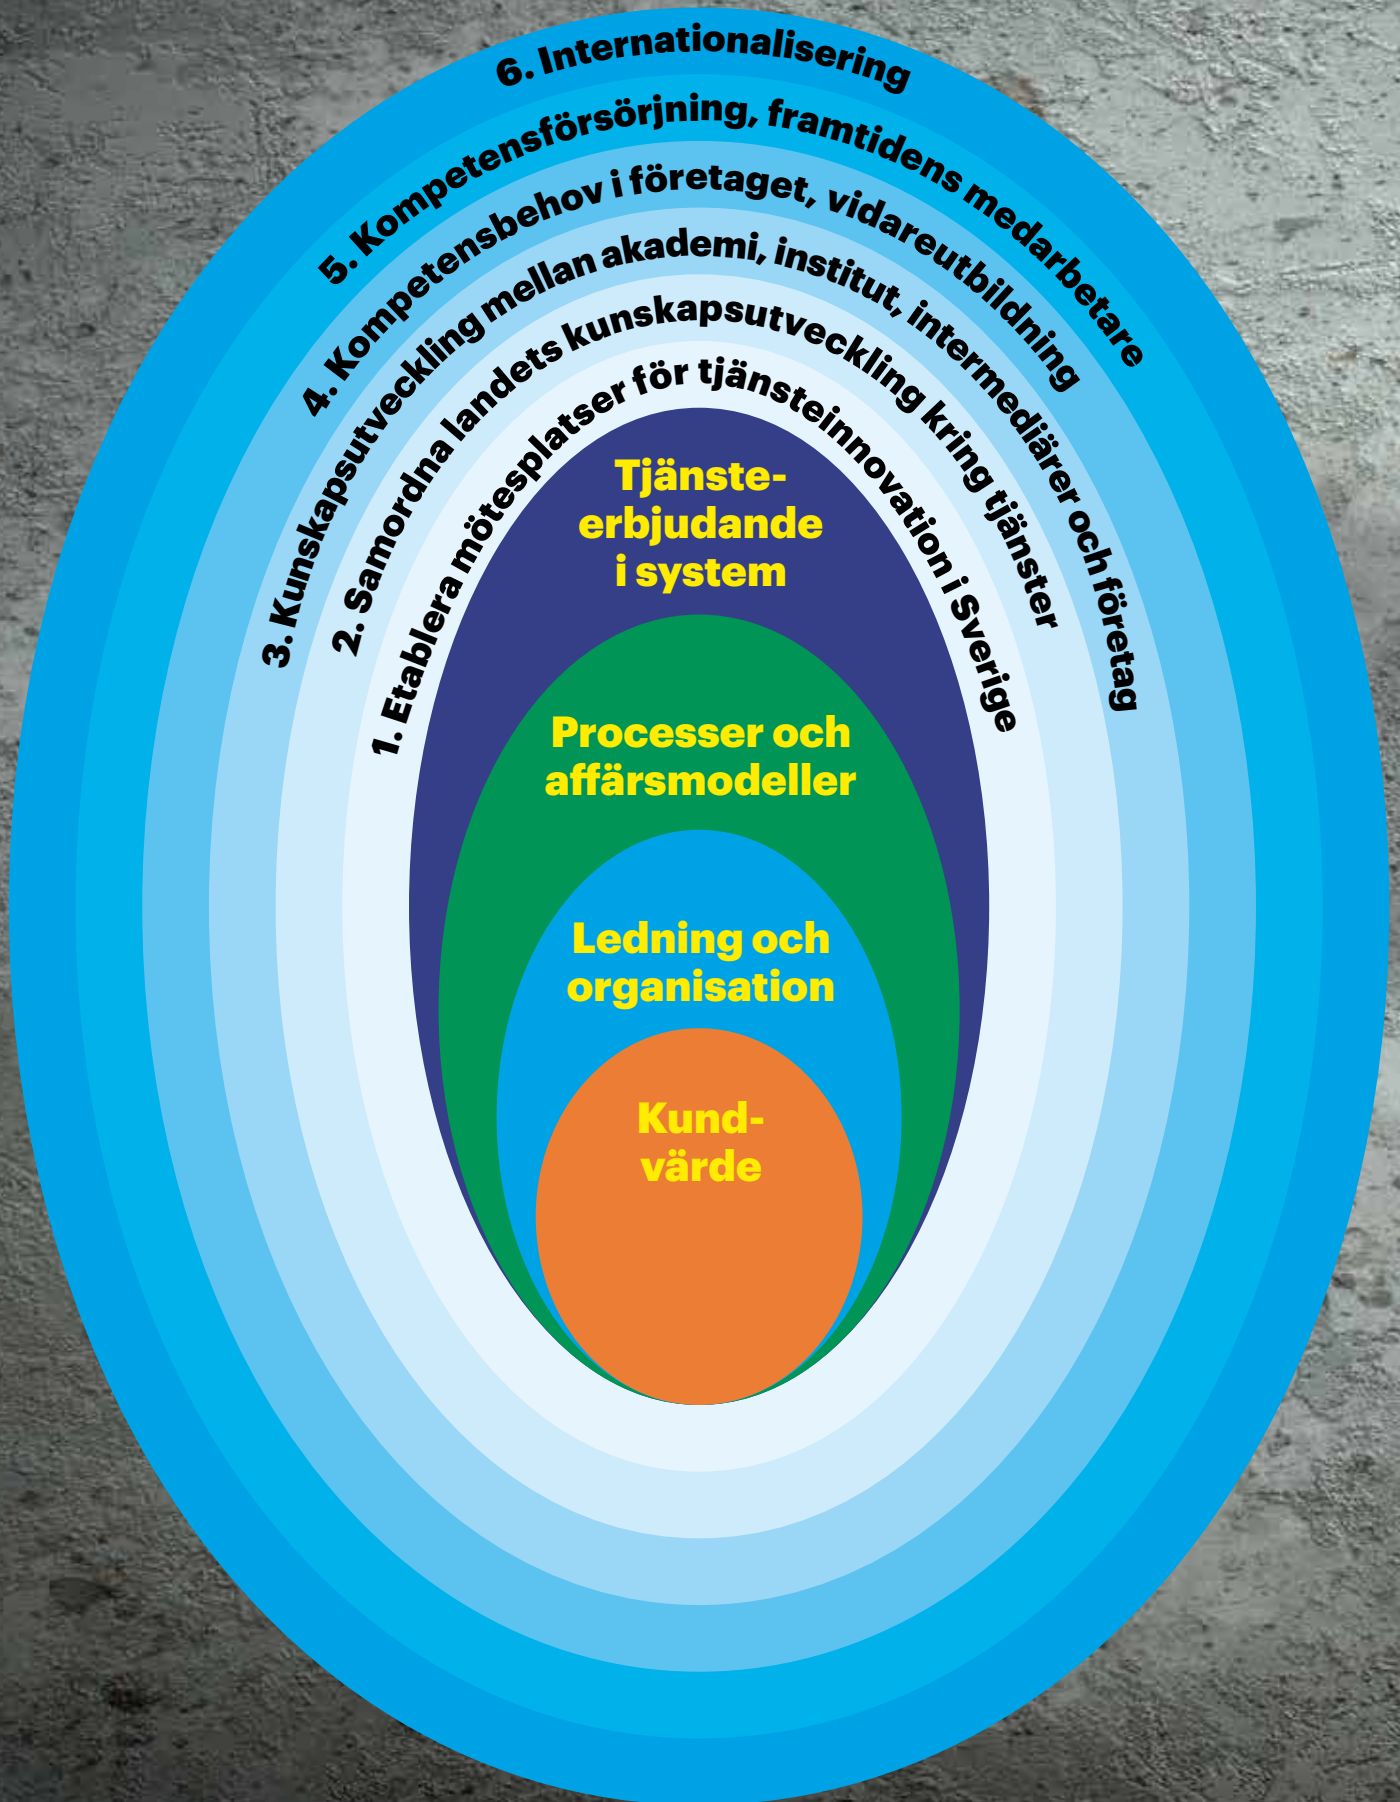 6. Internationalisering
5. Kompetensförsörjning, framtidens medarbetare
4. Kompetensbehov i företaget, vidareutbildning
3. Kunskapsutveckling mellan akademi, institut, intermediärer och företag
2. Samordna landets kunskapsutveckling kring tjänster
1. Etablera mötesplatser för tjänsteinnovation i Sverige
Tjänste-
erbjudande
i system
Processer och
affärsmodeller
Ledning och
organisation
Kund-
värde